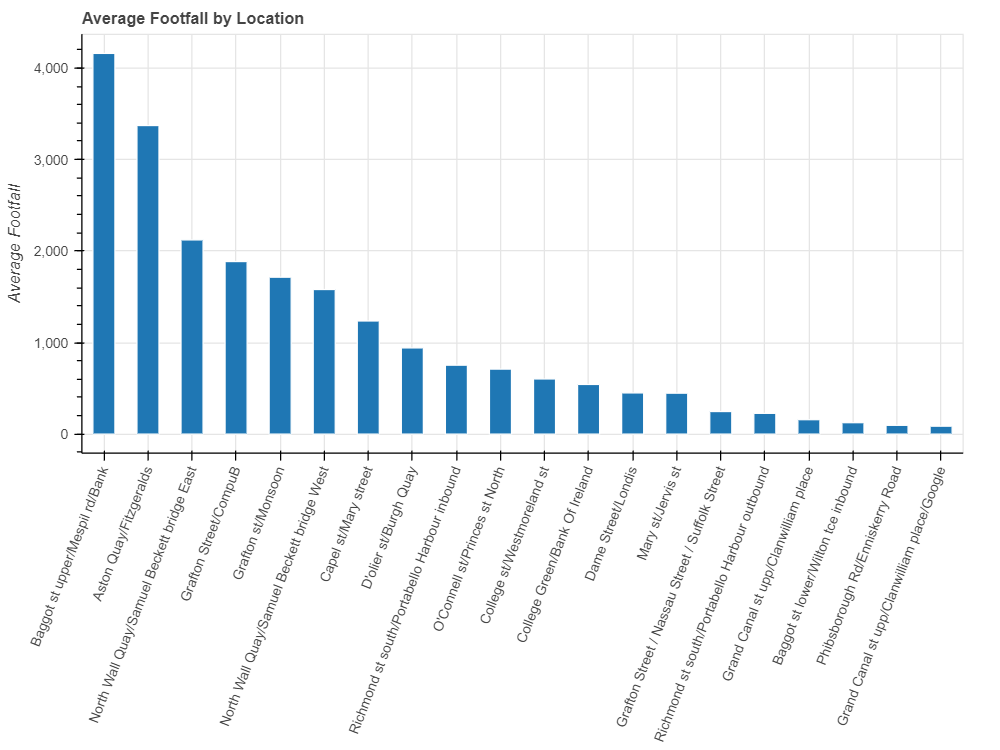 Average Footfall by Location
Average Footfall
4,000
3,000
2,000
1,000
0
Baggot st upper/Mespil rd/Bank
Aston Quay/Fitzgeralds
North Wall Quay/Samuel Beckett bridge East
Grafton Street/CompuB
Grafton st/Monsoon
North Wall Quay/Samuel Beckett bridge West
Capel st/Mary street
D'olier st/Burgh Quay
Richmond st south/Portabello Harbour inbound
O'Connell st/Princes st North
College st/Westmoreland st
College Green/Bank Of Ireland
Dame Street/Londis
Mary st/Jervis st
Grafton Street / Nassau Street / Suffolk Street
Richmond st south/Portabello Harbour outbound
Grand Canal st upp/Clanwilliam place
Baggot st lower/Wilton tce inbound
Phibsborough Rd/Enniskerry Road
Grand Canal st upp/Clanwilliam place/Google